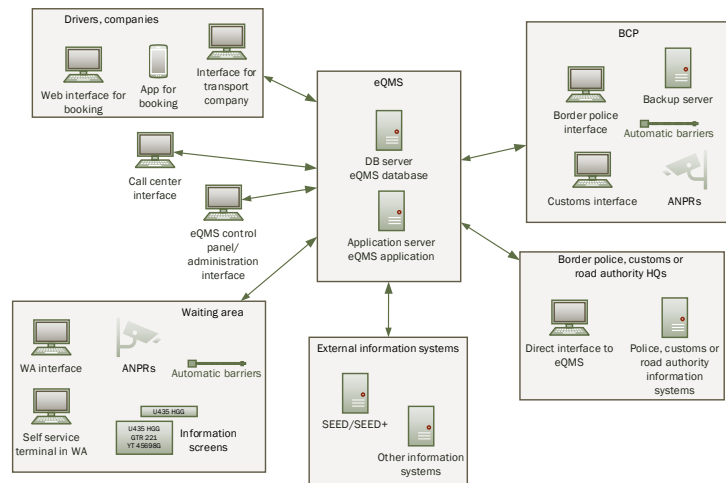 Drivers, companies
Web interface for
booking
App for
booking
Interface for
transport
company
Call center
interface
eQMS control
panel/
administration
interface
eQMS
DB server
eQMS database
Application server
eQMS application
BCP
Border police
interface
Backup server
Automatic barriers
Customs interface
ANPRs
Border police, customs or
road authority HQs
Direct interface to
eQMS
Police, customs or
road authority
information
systems
Waiting area
WA interface
ANPRs
Automatic barriers
Self service
terminal in WA
U435 HGG
U435 HGG
GTR 221
YT 45698G
Information
screens
External information systems
SEED/SEED+
Other information
systems